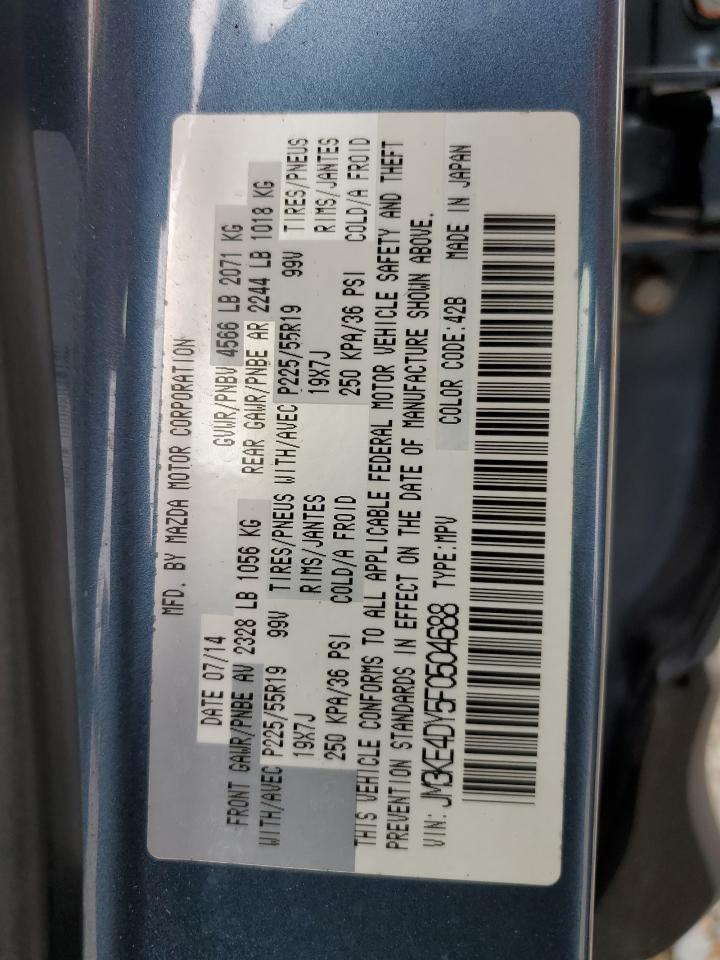 MFD. BY MAZDA MOTOR CORPORATION
DATE 07/14 GVWR/PNBV 4566 LB 2071 KG
FRONT GAWR/PNBE AV 2328 LB 1056 KG REAR GAWR/PNBE AR 2244 LB 1018 KG
WITH/AVEC P225/55R19 99V TIRES/PNEUS WITH/AVEC P225/55R19 99V TIRES/PNEUS
19X7J RIMS/JANTES 19X7J RIMS/JANTES
250 KPA/36 PSI COLD/A FROID 250 KPA/36 PSI COLD/A FROID
THIS VEHICLE CONFORMS TO ALL APPLICABLE FEDERAL MOTOR VEHICLE SAFETY AND THEFT
PREVENTION STANDARDS IN EFFECT ON THE DATE OF MANUFACTURE SHOWN ABOVE.
VIN: JM3KE4DY5F0504688 TYPE:MPV COLOR CODE:42B MADE IN JAPAN